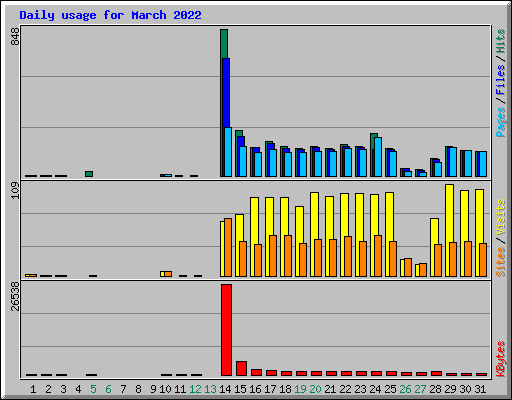 Daily usage for March 2022
848
Pages / Files / Hits
109
Sites / Visits
26538
KBytes
1 2 3 4 5 6 7 8 9 10 11 12 13 14 15 16 17 18 19 20 21 22 23 24 25 26 27 28 29 30 31